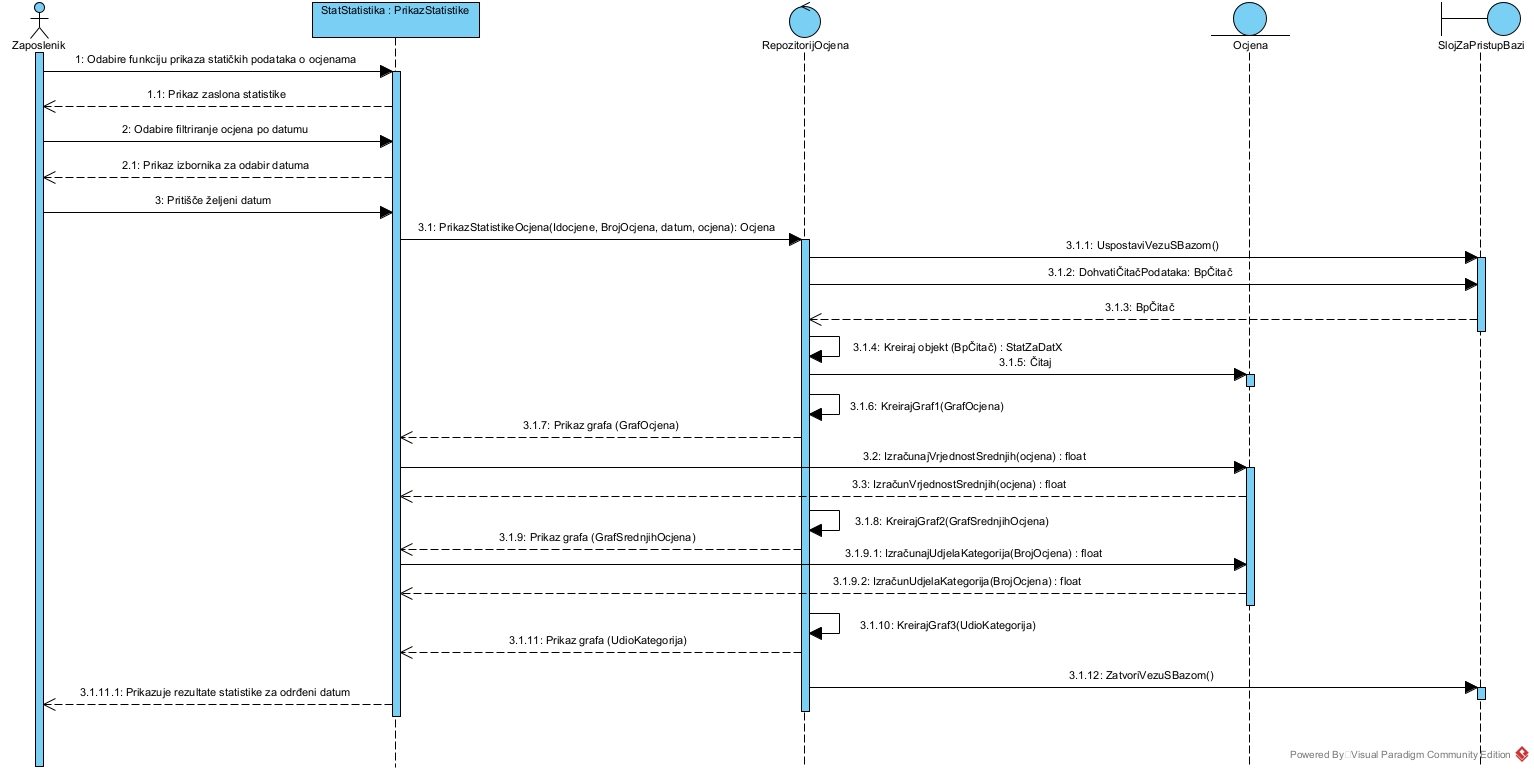 StatStatistika : PrikazStatistike
Zaposlenik
RepozitorijOcjena
Ocjena
SlojZaPristupBazi
1: Odabire funkciju prikaza statičkih podataka o ocjenama
1.1: Prikaz zaslona statistike
2: Odabire filtriranje ocjena po datumu
2.1: Prikaz izbornika za odabir datuma
3: Pritišče željeni datum
3.1: PrikazStatistikeOcjena(Idocjene, BrojOcjena, datum, ocjena): Ocjena
3.1.1: UspostaviVezuSBazom()
3.1.2: DohvatiČitačPodataka: BpČitač
3.1.3: BpČitač
3.1.4: Kreiraj objekt (BpČitač) : StatZaDatX
3.1.5: Čitaj
3.1.6: KreirajGraf1(GrafOcjena)
3.1.7: Prikaz grafa (GrafOcjena)
3.2: IzračunajVrjednostSrednjih(ocjena) : float
3.3: IzračunVrjednostSrednjih(ocjena) : float
3.1.8: KreirajGraf2(GrafSrednjihOcjena)
3.1.9: Prikaz grafa (GrafSrednjihOcjena)
3.1.9.1: IzračunajUdjelaKategorija(BrojOcjena) : float
3.1.9.2: IzračunUdjelaKategorija(BrojOcjena) : float
3.1.10: KreirajGraf3(UdioKategorija)
3.1.11: Prikaz grafa (UdioKategorija)
3.1.12: ZatvoriVezuSBazom()
3.1.11.1: Prikazuje rezultate statistike za odrđeni datum
Powered By Visual Paradigm Community Edition